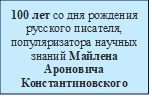 100 лет со дня рождения
русского писателя,
популяризатора научных
знаний Майлена
Ароновича
Константиновского